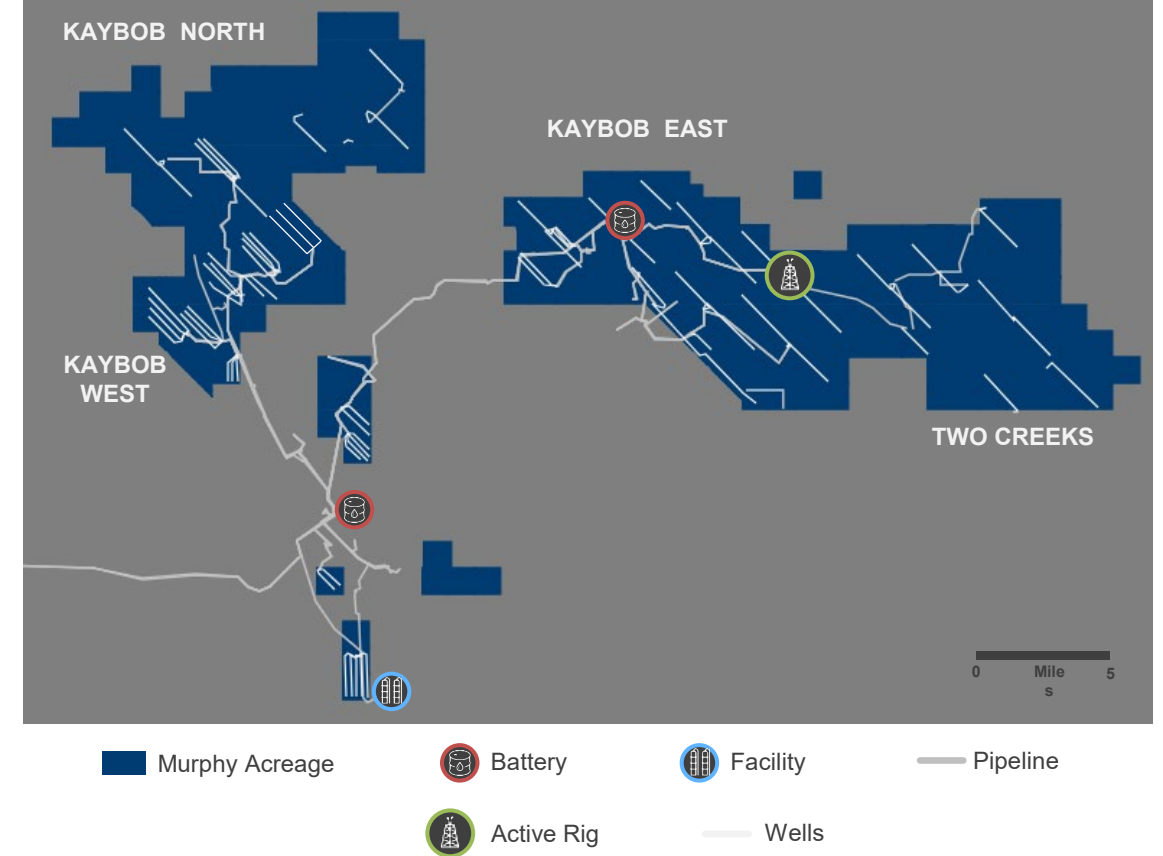 KAYBOB NORTH
KAYBOB EAST
KAYBOB
WEST
TWO CREEKS
0 Mile 5
s
Murphy Acreage
Battery
Facility
Pipeline
Active Rig
Wells